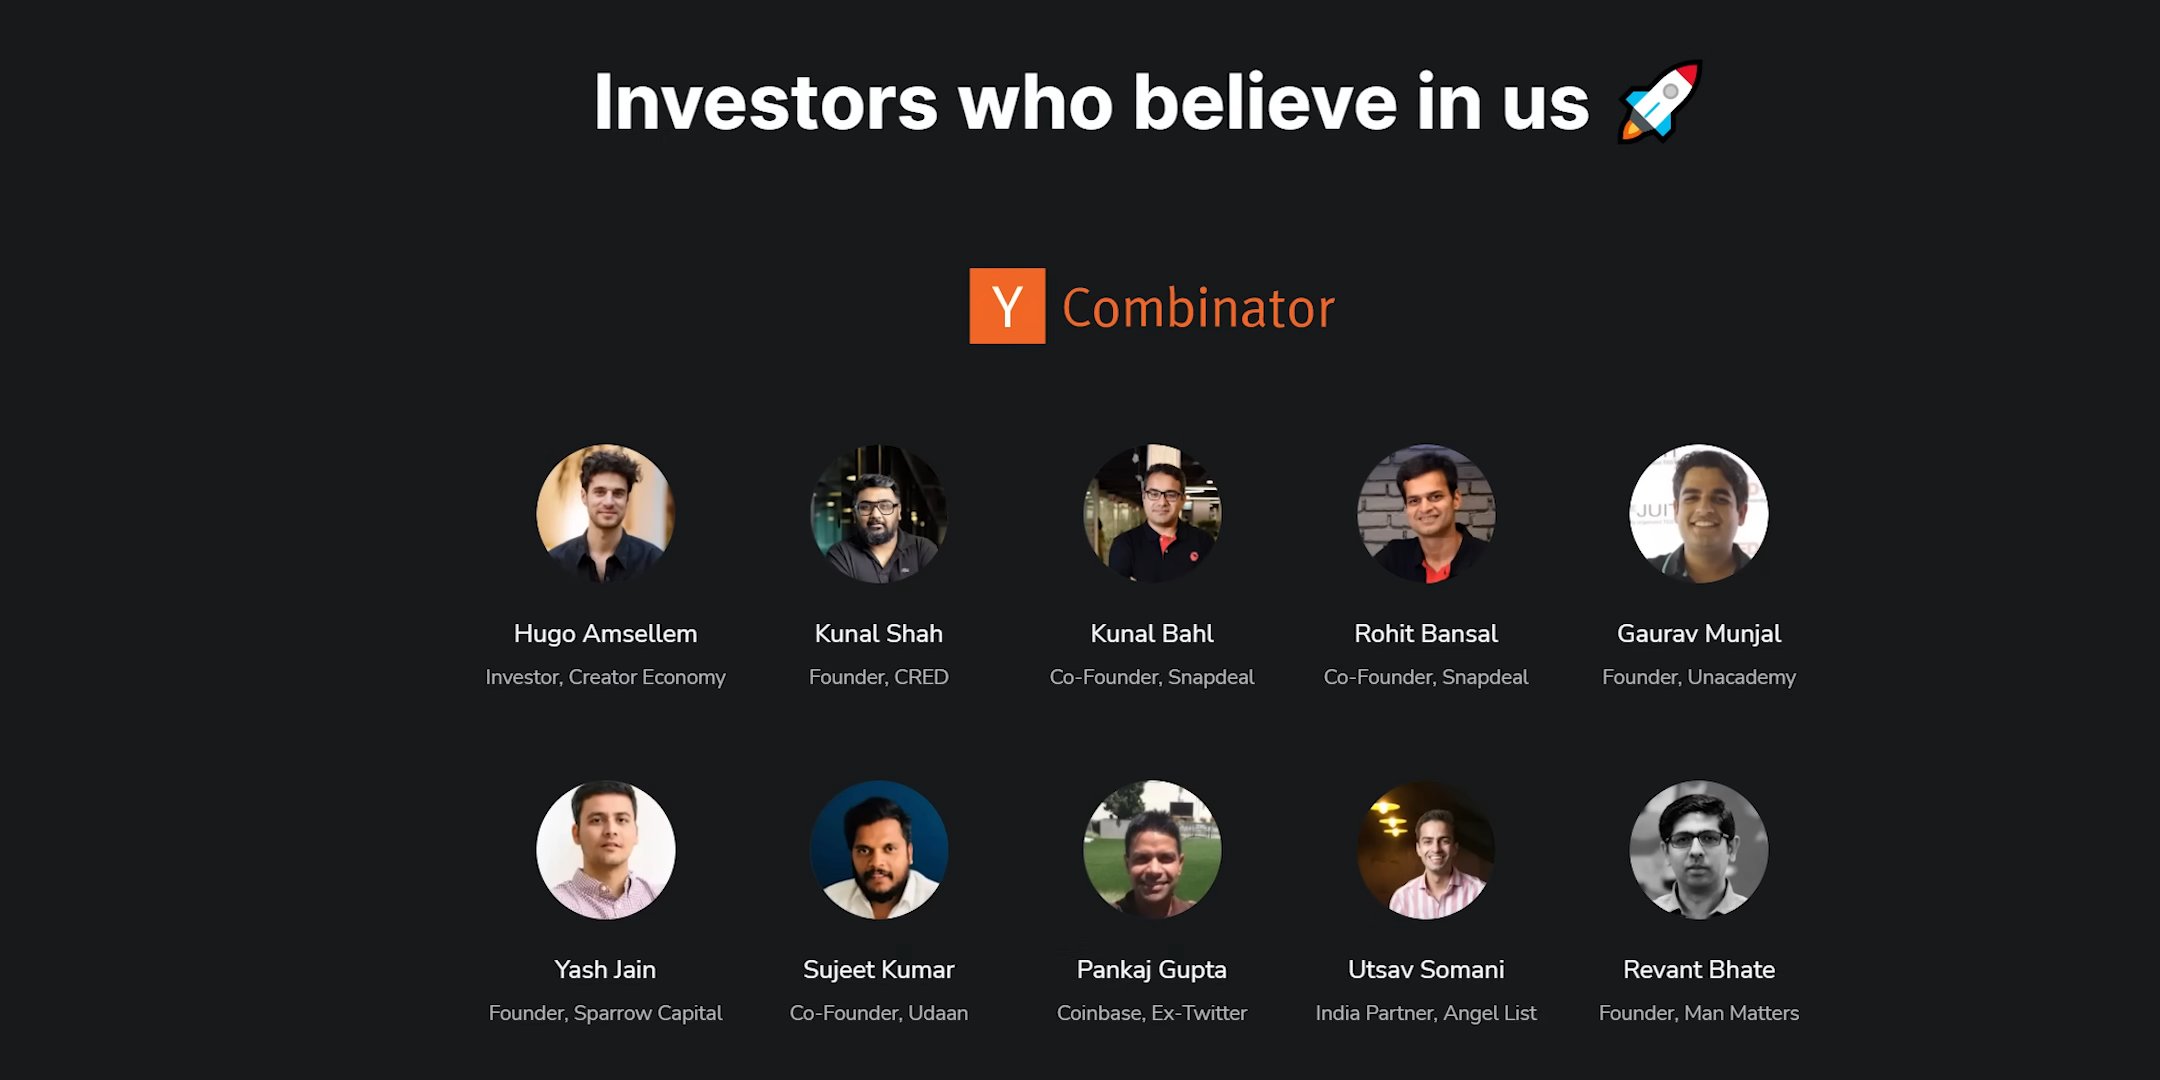 Investors who believe in us 🚀
Y Combinator
Hugo Amsellem
Investor, Creator Economy
Kunal Shah
Founder, CRED
Kunal Bahl
Co-Founder, Snapdeal
Rohit Bansal
Co-Founder, Snapdeal
Gaurav Munjal
Founder, Unacademy
JUIT
Yash Jain
Founder, Sparrow Capital
Sujeet Kumar
Co-Founder, Udaan
Pankaj Gupta
Coinbase, Ex-Twitter
Utsav Somani
India Partner, Angel List
Revant Bhate
Founder, Man Matters